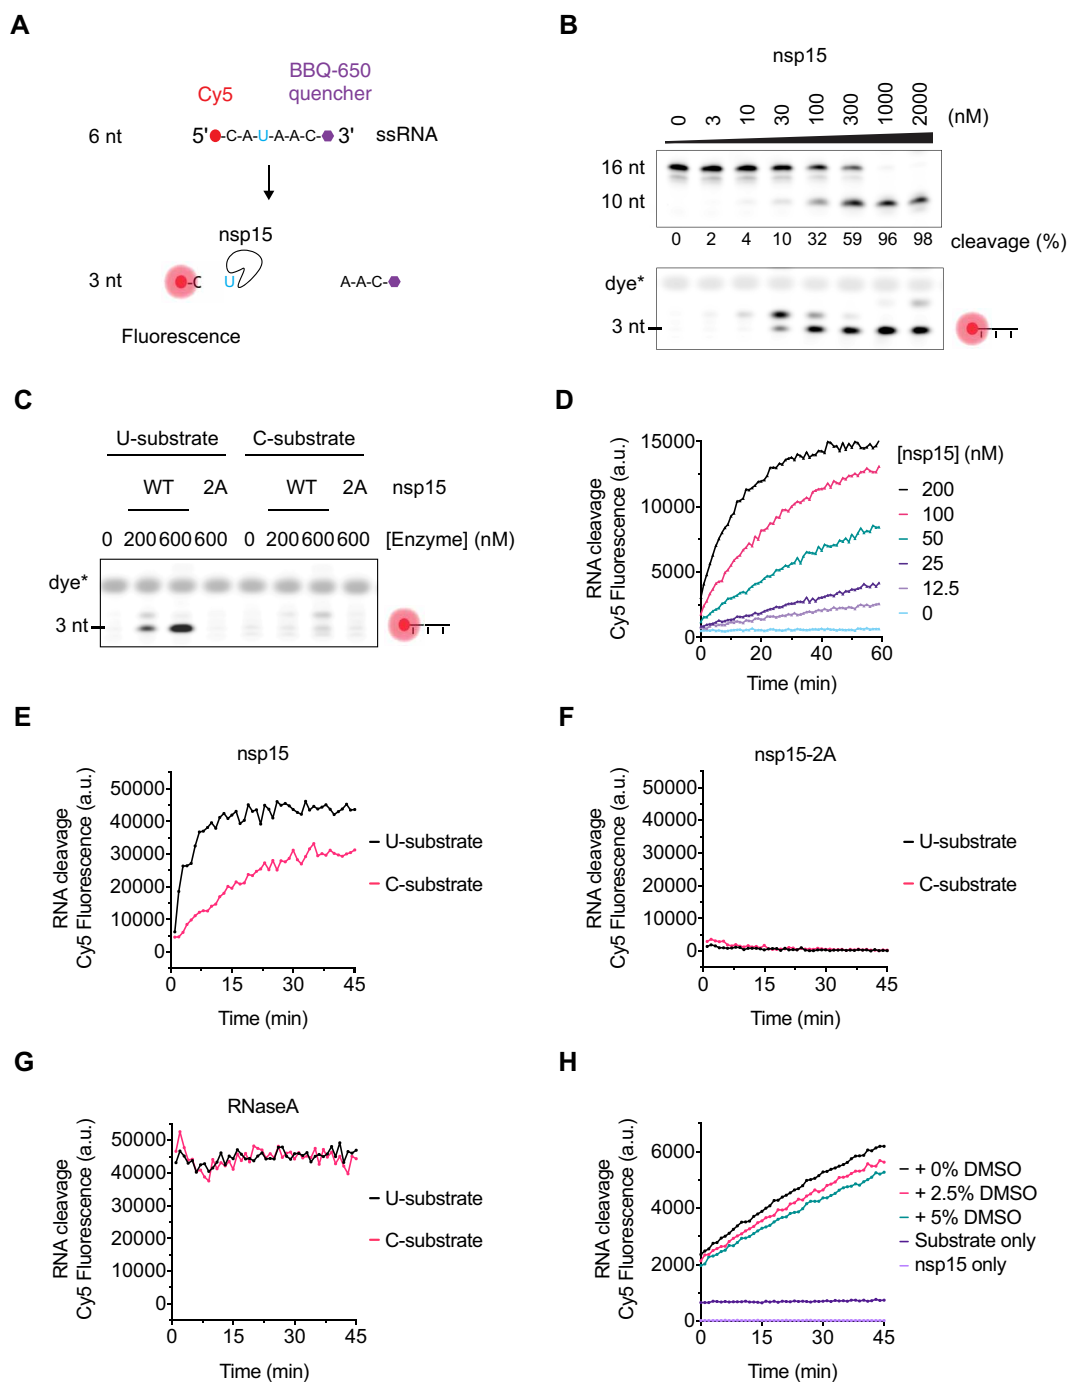 A
Cy5
BBQ-650
quencher
6 nt
5'-C-A-U-A-A-C-3'
ssRNA
nsp15
3 nt
-C
U
A-A-C-
Fluorescence
B
nsp15
0 3 10 30 100 300 1000 2000 (nM)
16 nt
10 nt
0 2 4 10 32 59 96 98 cleavage (%)
dye*
3 nt
C
U-substrate C-substrate
WT 2A WT 2A nsp15
0 200 600 600 0 200 600 600 [Enzyme] (nM)
dye*
3 nt
D
RNA cleavage
Cy5 Fluorescence (a.u.)
15000
10000
5000
0
0 20 40 60
Time (min)
[nsp15] (nM)
200
100
50
25
12.5
0
E
nsp15
RNA cleavage
Cy5 Fluorescence (a.u.)
50000
40000
30000
20000
10000
0
0 15 30 45
Time (min)
U-substrate
C-substrate
F
nsp15-2A
RNA cleavage
Cy5 Fluorescence (a.u.)
50000
40000
30000
20000
10000
0
0 15 30 45
Time (min)
U-substrate
C-substrate
G
RNaseA
RNA cleavage
Cy5 Fluorescence (a.u.)
50000
40000
30000
20000
10000
0
0 15 30 45
Time (min)
U-substrate
C-substrate
H
RNA cleavage
Cy5 Fluorescence (a.u.)
6000
4000
2000
0
0 15 30 45
Time (min)
+ 0% DMSO
+ 2.5% DMSO
+ 5% DMSO
Substrate only
nsp15 only